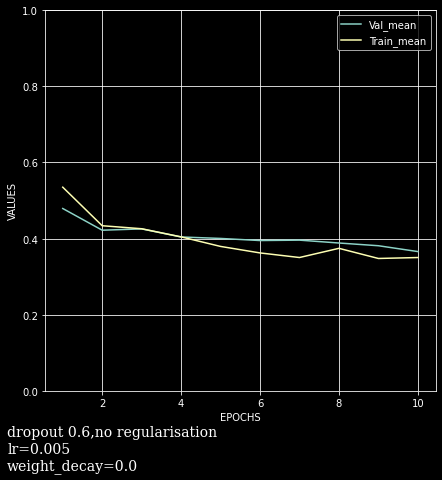 1.0
Val_mean
Train_mean
0.8
0.6
VALUES
0.4
0.2
0.0
2
4
6
8
10
EPOCHS
dropout 0.6,no regularisation
lr=0.005
weight_decay=0.0